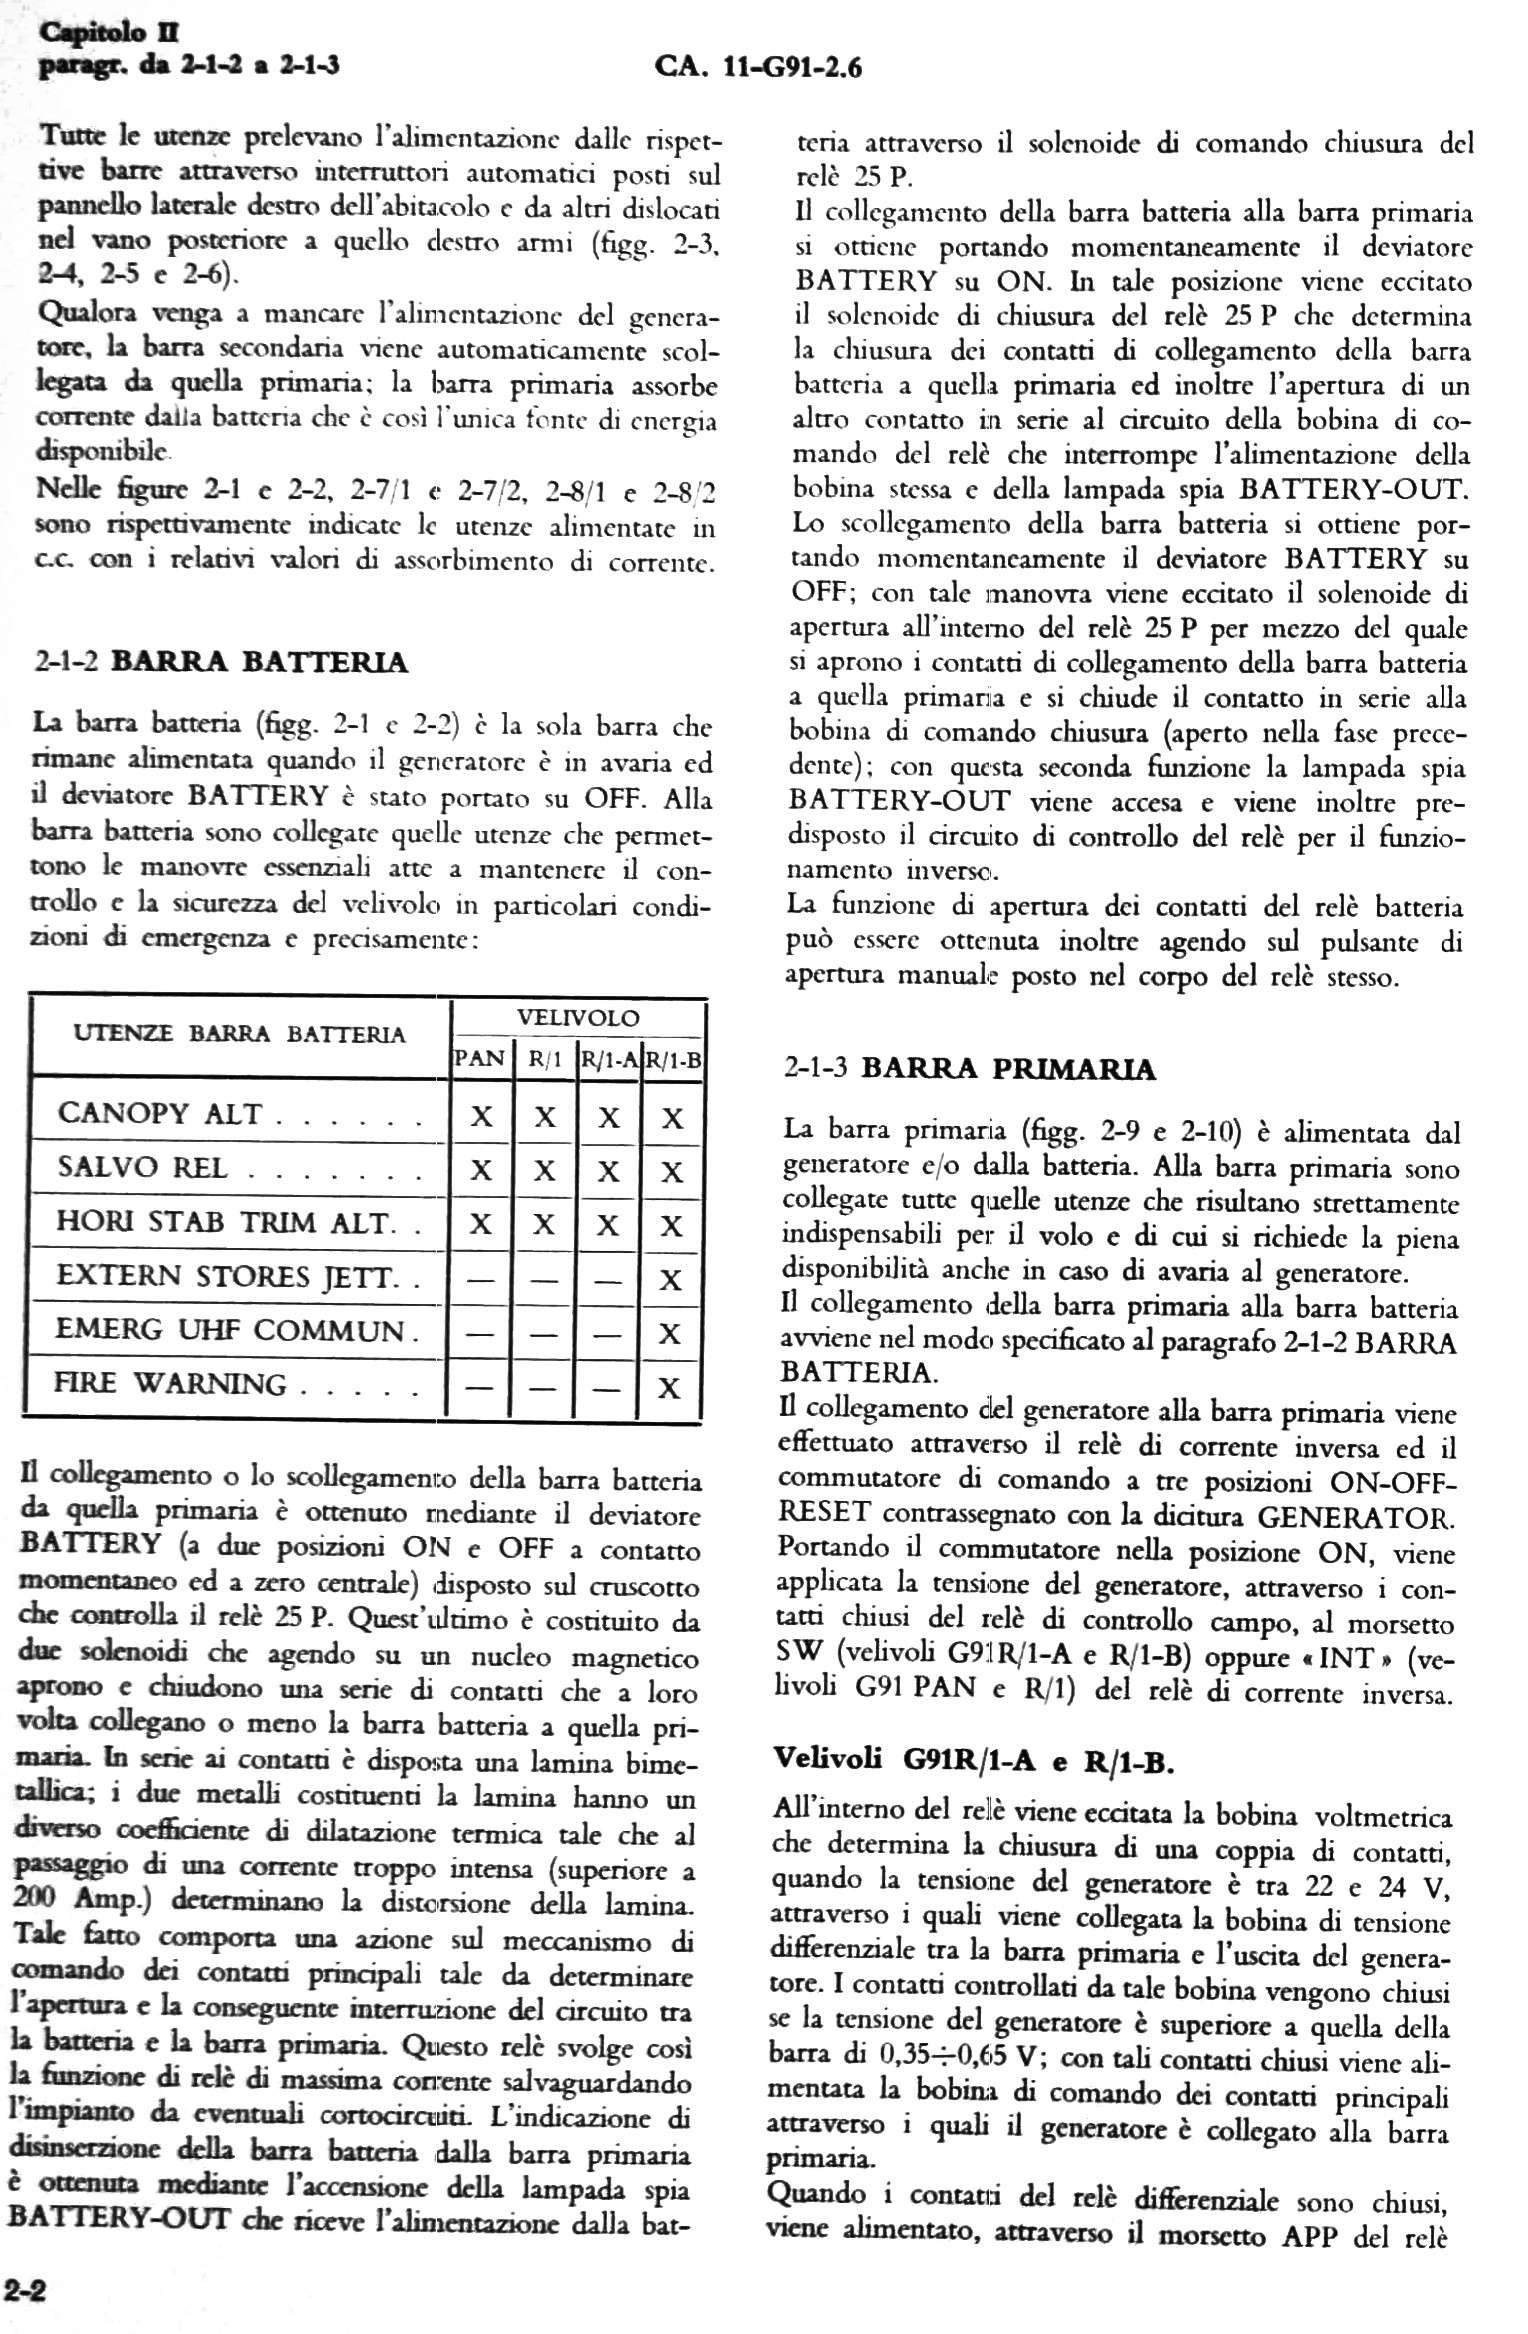 Capitolo II
paragr. da 2-1-2 a 2-1-3
CA. 11-G91-2.6
Tutte le utenze prelevano l'alimentazione dalle rispet-
tive barre attraverso interruttori automatici posti sul
pannello laterale destro dell'abitacolo e da altri dislocati
nel vano posteriore a quello destro armi (figg. 2-3,
2-4, 2-5 e 2-6).
Qualora venga a mancare l'alimentazione del genera-
tore, la barra secondaria viene automaticamente scol-
legata da quella primaria; la barra primaria assorbe
corrente dalla batteria che è così l'unica fonte di energia
disponibile.
Nelle figure 2-1 e 2-2, 2-7/1 e 2-7/2, 2-8/1 e 2-8/2
sono rispettivamente indicate le utenze alimentate in
c.c. con i relativi valori di assorbimento di corrente.
2-1-2 BARRA BATTERIA
La barra batteria (figg. 2-1 e 2-2) è la sola barra che
rimane alimentata quando il generatore è in avaria ed
il deviatore BATTERY è stato portato su OFF. Alla
barra batteria sono collegate quelle utenze che permet-
tono le manovre essenziali atte a mantenere il con-
trollo e la sicurezza del velivolo in particolari condi-
zioni di emergenza e precisamente:
UTENZE BARRA BATTERIA VELIVOLO
PAN R/1 R/1-A R/1-B
CANOPY ALT . . . . . . X X X X
SALVO REL . . . . . . . X X X X
HORI STAB TRIM ALT. . X X X X
EXTERN STORES JETT. . — — — X
EMERG UHF COMMUN . — — — X
FIRE WARNING . . . . . — — — X
Il collegamento o lo scollegamento della barra batteria
da quella primaria è ottenuto mediante il deviatore
BATTERY (a due posizioni ON e OFF a contatto
momentaneo ed a zero centrale) disposto sul cruscotto
che controlla il relè 25 P. Quest'ultimo è costituito da
due solenoidi che agendo su un nucleo magnetico
aprono e chiudono una serie di contatti che a loro
volta collegano o meno la barra batteria a quella pri-
maria. In serie ai contatti è disposta una lamina bime-
tallica; i due metalli costituenti la lamina hanno un
diverso coefficiente di dilatazione termica tale che al
passaggio di una corrente troppo intensa (superiore a
200 Amp.) determinano la distorsione della lamina.
Tale fatto comporta una azione sul meccanismo di
comando dei contatti principali tale da determinare
l'apertura e la conseguente interruzione del circuito tra
la batteria e la barra primaria. Questo relè svolge così
la funzione di relè di massima corrente salvaguardando
l'impianto da eventuali cortocircuiti. L'indicazione di
disinserzione della barra batteria dalla barra primaria
è ottenuta mediante l'accensione della lampada spia
BATTERY-OUT che riceve l'alimentazione dalla bat-
teria attraverso il solenoide di comando chiusura del
relè 25 P.
Il collegamento della barra batteria alla barra primaria
si ottiene portando momentaneamente il deviatore
BATTERY su ON. In tale posizione viene eccitato
il solenoide di chiusura del relè 25 P che determina
la chiusura dei contatti di collegamento della barra
batteria a quella primaria ed inoltre l'apertura di un
altro contatto in serie al circuito della bobina di co-
mando del relè che interrompe l'alimentazione della
bobina stessa e della lampada spia BATTERY-OUT.
Lo scollegamento della barra batteria si ottiene por-
tando momentaneamente il deviatore BATTERY su
OFF; con tale manovra viene eccitato il solenoide di
apertura all'interno del relè 25 P per mezzo del quale
si aprono i contatti di collegamento della barra batteria
a quella primaria e si chiude il contatto in serie alla
bobina di comando chiusura (aperto nella fase prece-
dente); con questa seconda funzione la lampada spia
BATTERY-OUT viene accesa e viene inoltre pre-
disposto il circuito di controllo del relè per il funzio-
namento inverso.
La funzione di apertura dei contatti del relè batteria
può essere ottenuta inoltre agendo sul pulsante di
apertura manuale posto nel corpo del relè stesso.
2-1-3 BARRA PRIMARIA
La barra primaria (figg. 2-9 e 2-10) è alimentata dal
generatore e/o dalla batteria. Alla barra primaria sono
collegate tutte quelle utenze che risultano strettamente
indispensabili per il volo e di cui si richiede la piena
disponibilità anche in caso di avaria al generatore.
Il collegamento della barra primaria alla barra batteria
avviene nel modo specificato al paragrafo 2-1-2 BARRA
BATTERIA.
Il collegamento del generatore alla barra primaria viene
effettuato attraverso il relè di corrente inversa ed il
commutatore di comando a tre posizioni ON-OFF-
RESET contrassegnato con la dicitura GENERATOR.
Portando il commutatore nella posizione ON, viene
applicata la tensione del generatore, attraverso i con-
tatti chiusi del relè di controllo campo, al morsetto
SW (velivoli G91R/1-A e R/1-B) oppure « INT » (ve-
livoli G91 PAN e R/1) del relè di corrente inversa.
Velivoli G91R/1-A e R/1-B.
All'interno del relè viene eccitata la bobina voltmetrica
che determina la chiusura di una coppia di contatti,
quando la tensione del generatore è tra 22 e 24 V,
attraverso i quali viene collegata la bobina di tensione
differenziale tra la barra primaria e l'uscita del genera-
tore. I contatti controllati da tale bobina vengono chiusi
se la tensione del generatore è superiore a quella della
barra di 0,35÷0,65 V; con tali contatti chiusi viene ali-
mentata la bobina di comando dei contatti principali
attraverso i quali il generatore è collegato alla barra
primaria.
Quando i contatti del relè differenziale sono chiusi,
viene alimentato, attraverso il morsetto APP del relè
2-2